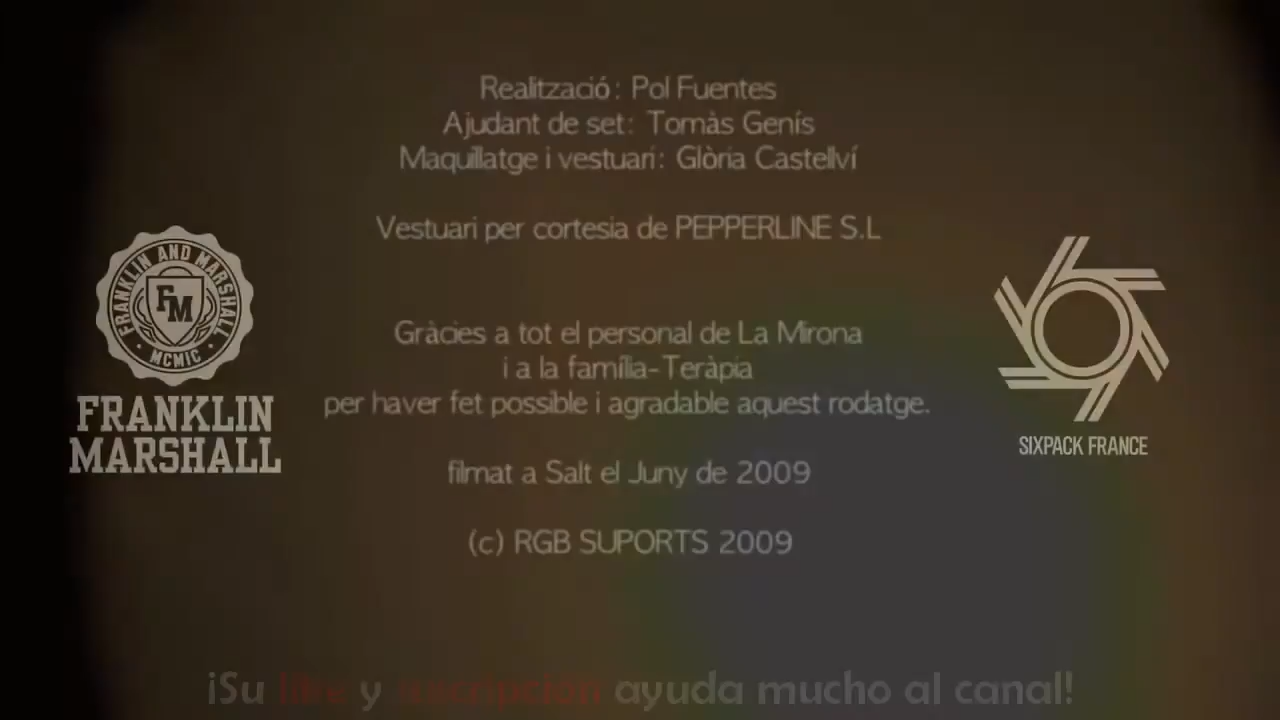 Realització: Pol Fuentes
Ajudant de set: Tomàs Genís
Maquillatge i vestuari: Glòria Castellví
Vestuari per cortesia de PEPPERLINE S.L
FRANKLIN AND MARSHALL
FM
MCMIC
FRANKLIN
MARSHALL
Gràcies a tot el personal de La Mirona
i a la família-Teràpia
per haver fet possible i agradable aquest rodatge.
SIXPACK FRANCE
filmat a Salt el Juny de 2009
(c) RGB SUPORTS 2009
¡Su like y suscripción ayuda mucho al canal!